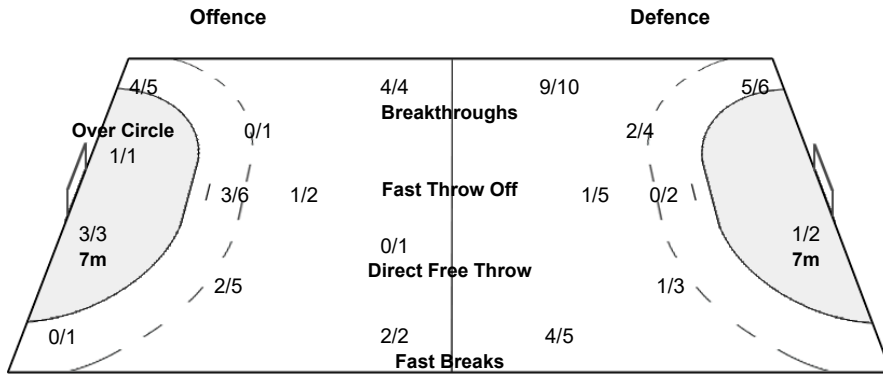 Offence Defence
4/5 4/4 9/10 5/6
Breakthroughs
Over Circle 0/1 2/4
1/1
Fast Throw Off
3/6 1/2 1/5 0/2
3/3 1/2
7m 7m
0/1
Direct Free Throw
2/5 1/3
0/1 2/2 4/5
Fast Breaks